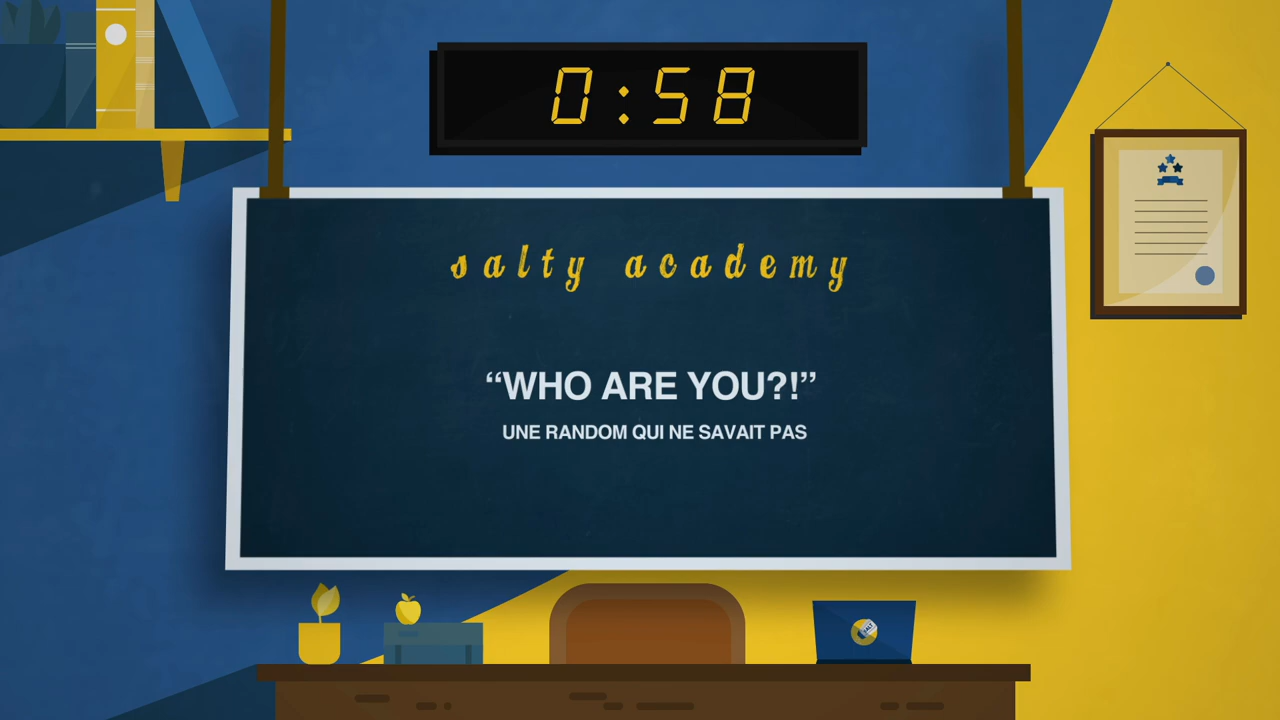 0:58
salty academy
“WHO ARE YOU?!”
UNE RANDOM QUI NE SAVAIT PAS